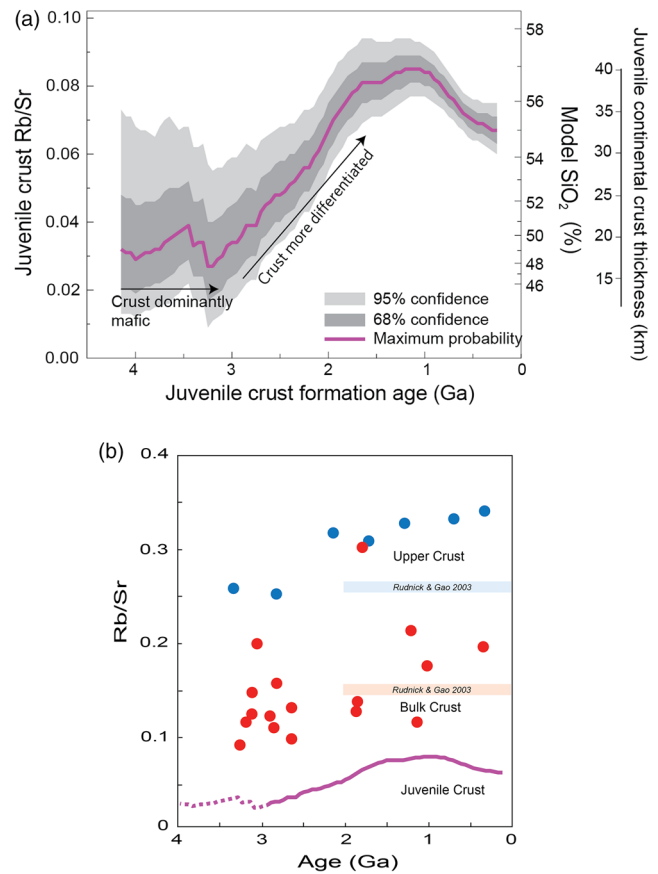 (a)
0.10
0.08
0.06
0.04
0.02
0.00
Juvenile crust Rb/Sr
4
3
2
1
0
Juvenile crust formation age (Ga)
Crust dominantly
mafic
Crust more differentiated
95% confidence
68% confidence
Maximum probability
58
56
54
52
50
48
46
Model SiO2 (%)
40
30
20
15
Juvenile continental crust thickness (km)
(b)
0.4
0.3
0.2
0.1
0
Rb/Sr
Upper Crust
Rudnick & Gao 2003
Rudnick & Gao 2003
Bulk Crust
Juvenile Crust
4
3
2
1
0
Age (Ga)